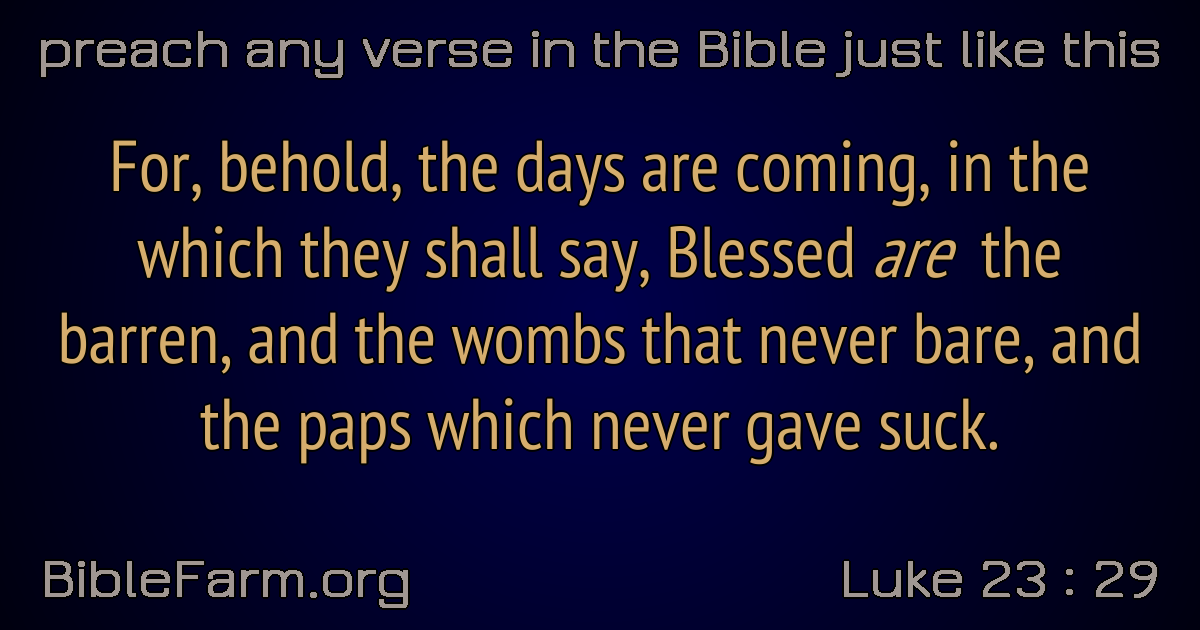 preach any verse in the Bible just like this
For, behold, the days are coming, in the
which they shall say, Blessed are the
barren, and the wombs that never bare, and
the paps which never gave suck.
BibleFarm.org
Luke 23 : 29